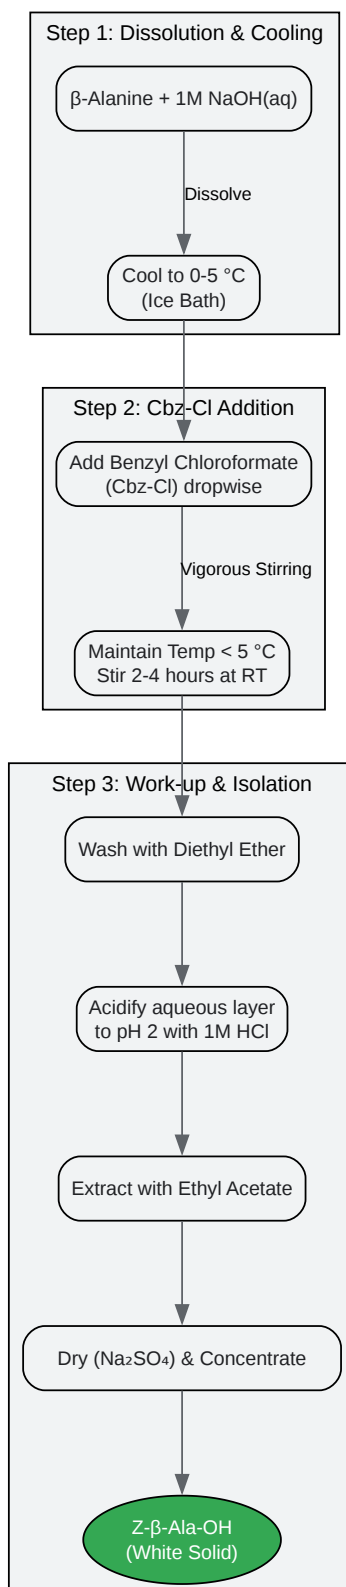 Step 1: Dissolution & Cooling
β-Alanine + 1M NaOH(aq)
Dissolve
Cool to 0-5 °C
(Ice Bath)
Step 2: Cbz-Cl Addition
Add Benzyl Chloroformate
(Cbz-Cl) dropwise
Vigorous Stirring
Maintain Temp < 5 °C
Stir 2-4 hours at RT
Step 3: Work-up & Isolation
Wash with Diethyl Ether
Acidify aqueous layer
to pH 2 with 1M HCl
Extract with Ethyl Acetate
Dry (Na₂SO₄) & Concentrate
Z-β-Ala-OH
(White Solid)